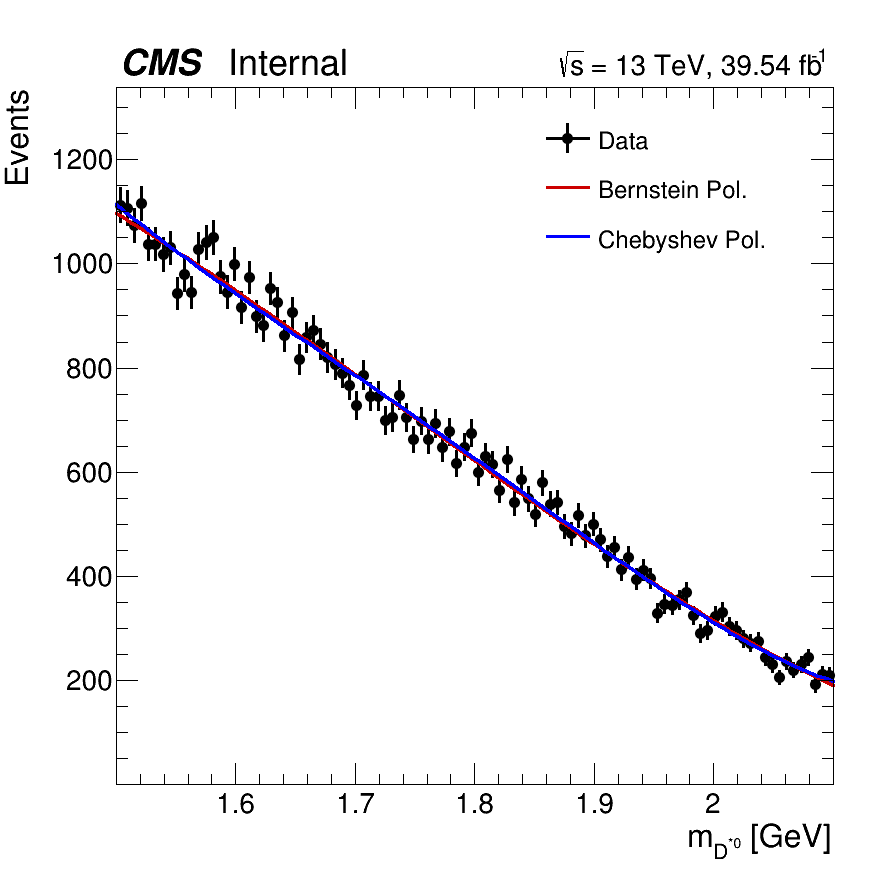 CMS Internal
√s = 13 TeV, 39.54 fb⁻¹
Events
Data
Bernstein Pol.
Chebyshev Pol.
1200
1000
800
600
400
200
1.6 1.7 1.8 1.9 2
m_D*0 [GeV]